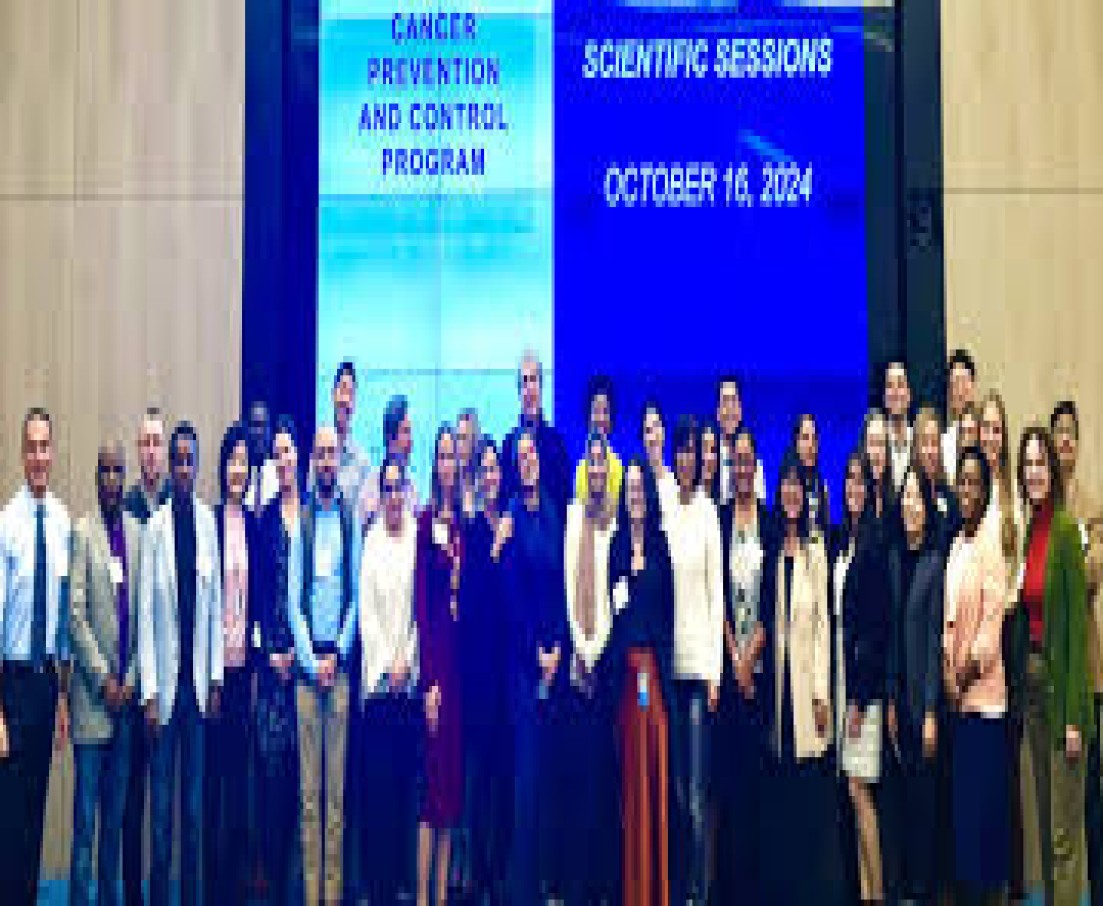 CANCER
PREVENTION
AND CONTROL
PROGRAM
SCIENTIFIC SESSIONS
OCTOBER 16, 2024